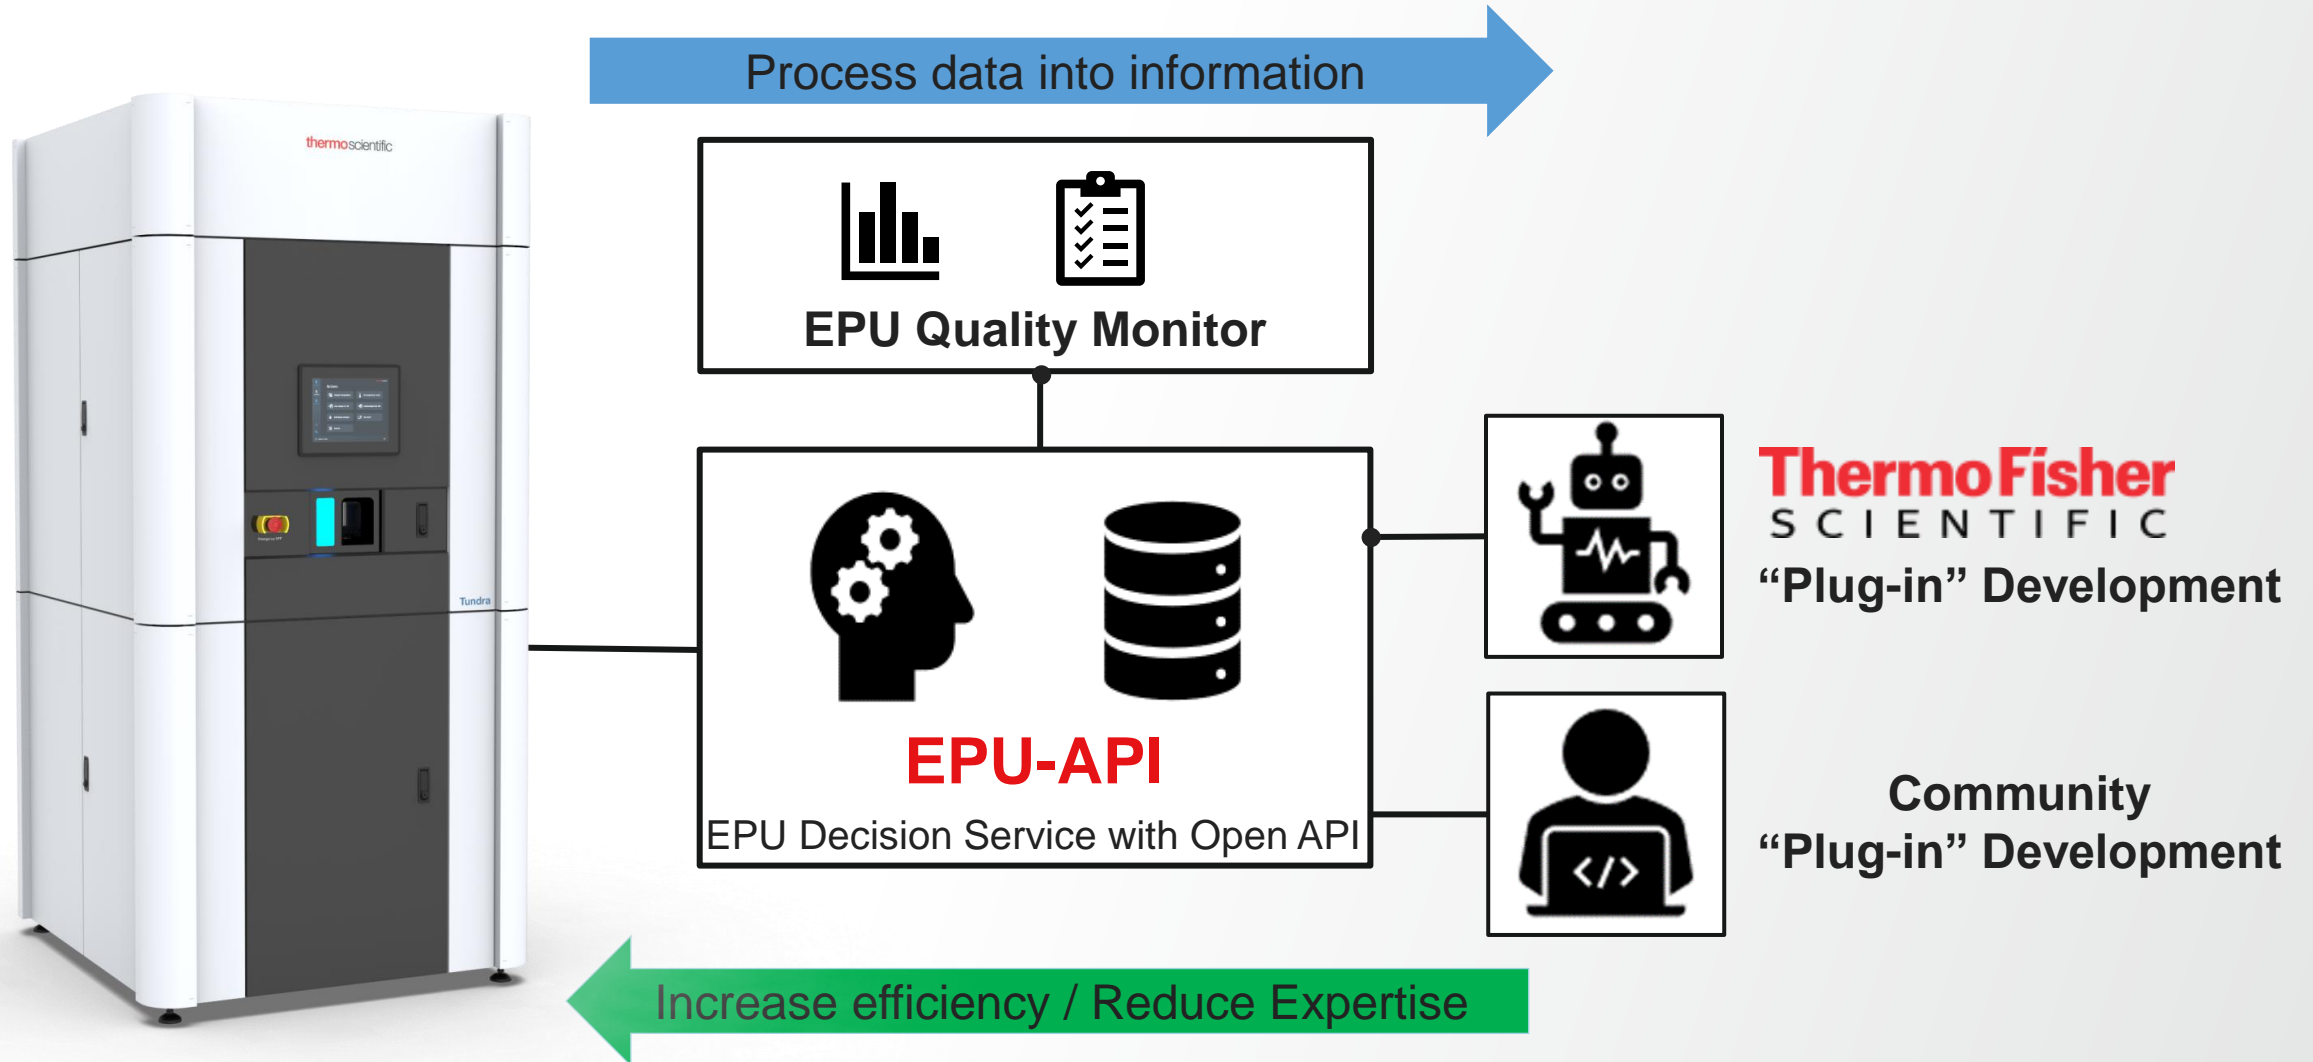 Process data into information
thermoscientific
EPU Quality Monitor
ThermoFisher
SCIENTIFIC
"Plug-in" Development
Tundra
</>
EPU-API
EPU Decision Service with Open API
Community
“Plug-in” Development
Increase efficiency / Reduce Expertise